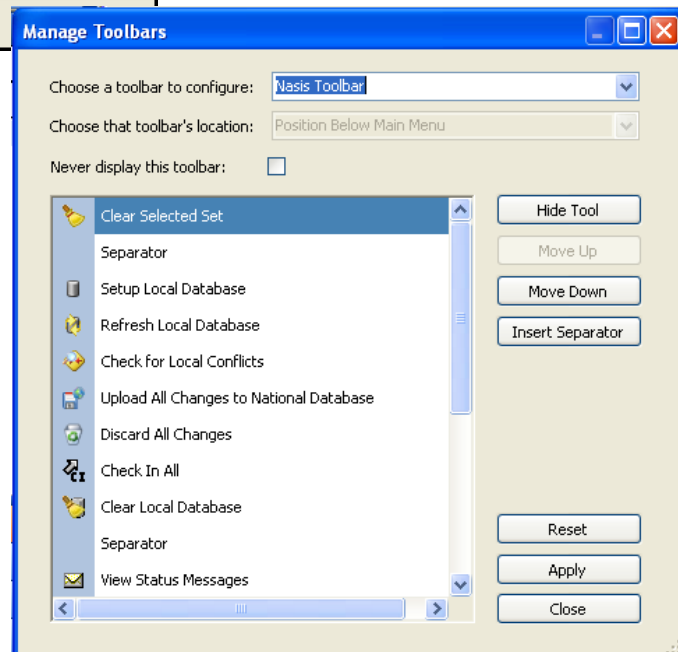 Manage Toolbars
Choose a toolbar to configure: Nasis Toolbar
Choose that toolbar's location: Position Below Main Menu
Never display this toolbar:
Clear Selected Set
Hide Tool
Separator
Move Up
Setup Local Database
Move Down
Refresh Local Database
Insert Separator
Check for Local Conflicts
Upload All Changes to National Database
Discard All Changes
CI Check In All
Clear Local Database
Separator
Reset
View Status Messages
Apply
Close